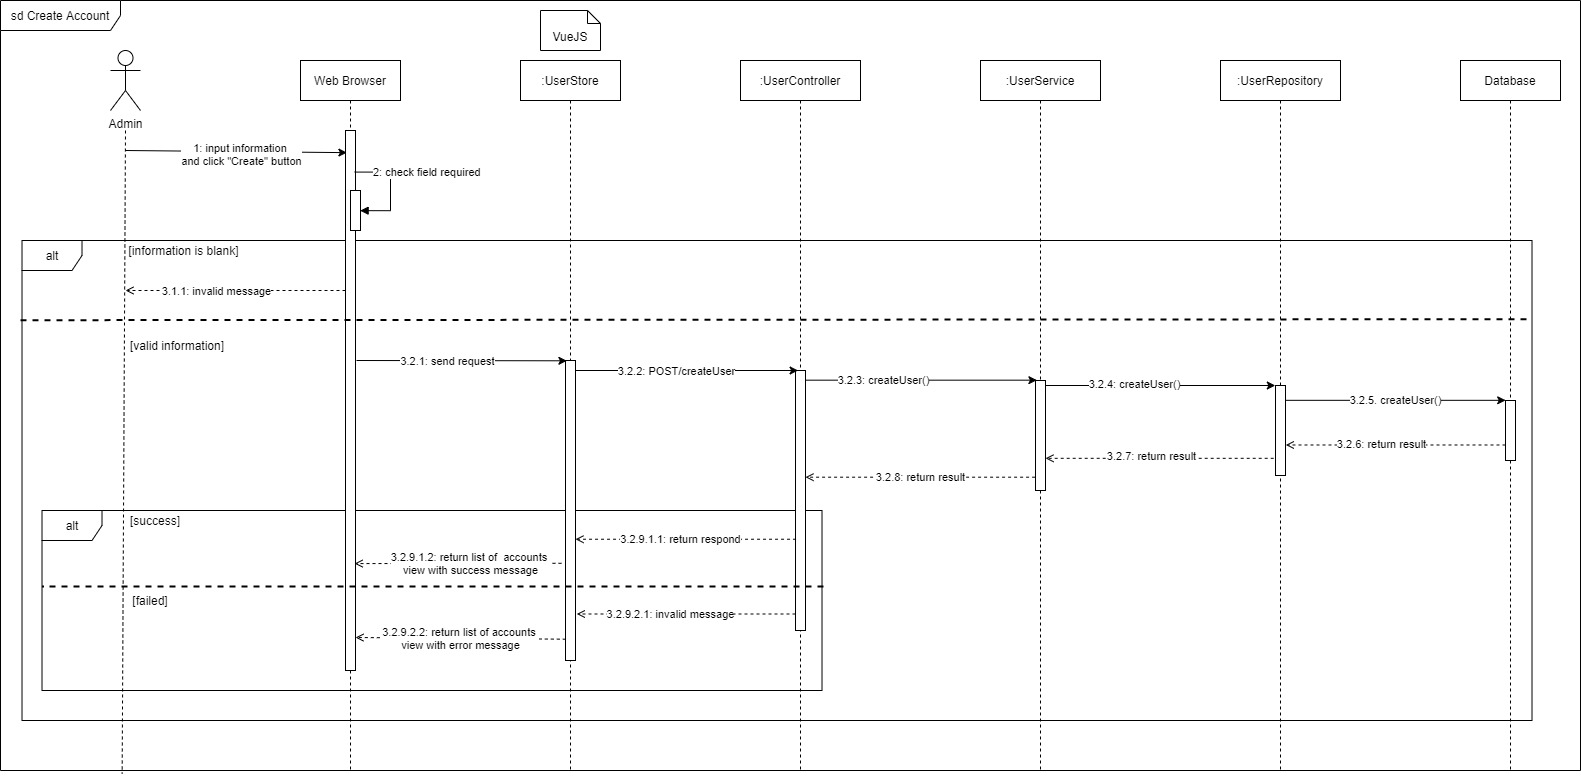 sd Create Account
VueJS
Web Browser
:UserStore
:UserController
:UserService
:UserRepository
Database
Admin
1: input information
and click "Create" button
2: check field required
alt
[information is blank]
3.1.1: invalid message
[valid information]
3.2.1: send request
3.2.2: POST/createUser
3.2.3: createUser()
3.2.4: createUser()
3.2.5. createUser()
3.2.6: return result
3.2.7: return result
3.2.8: return result
alt
[success]
3.2.9.1.1: return respond
3.2.9.1.2: return list of accounts
view with success message
[failed]
3.2.9.2.1: invalid message
3.2.9.2.2: return list of accounts
view with error message